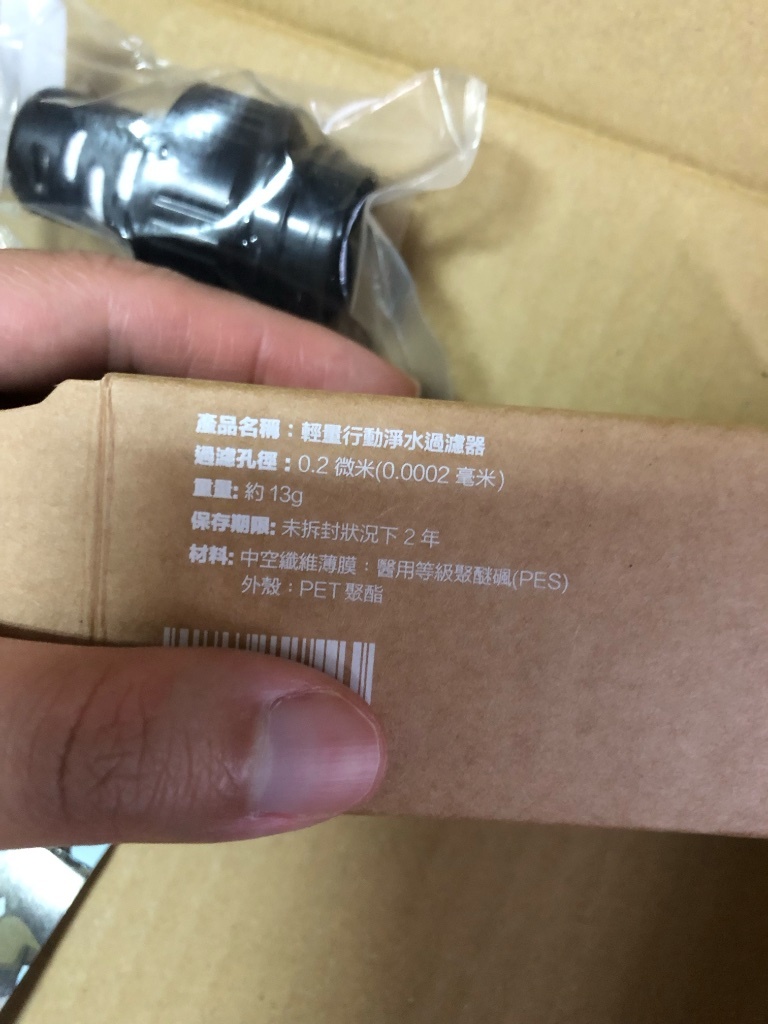 產品名稱：輕量行動淨水過濾器
過濾孔徑：0.2 微米(0.0002 毫米)
重量: 約 13g
保存期限: 未拆封狀況下 2 年
材料: 中空纖維薄膜：醫用等級聚醚碸(PES)
外殼：PET 聚酯